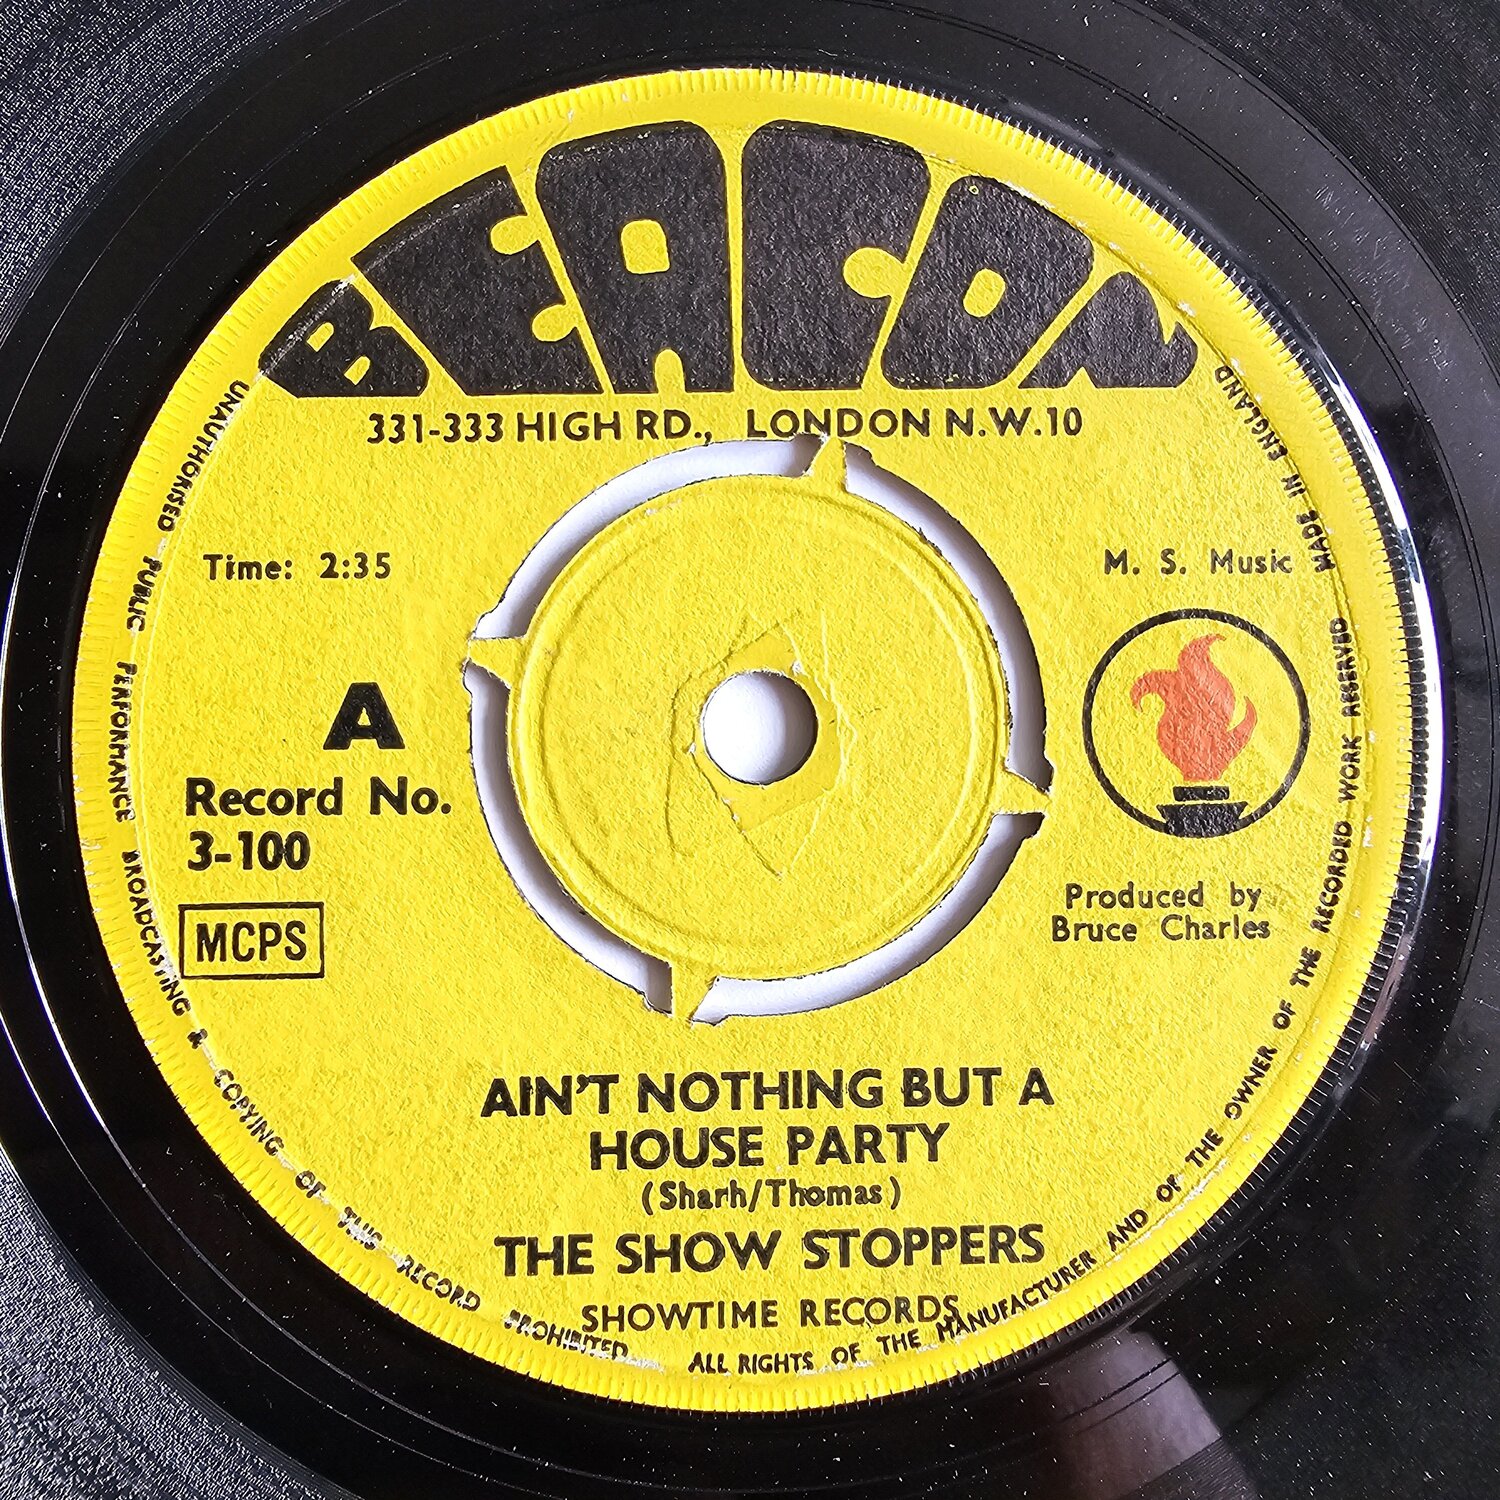 BEACON
331-333 HIGH RD., LONDON N.W.10
Time: 2:35
M. S. Music
A
Record No.
3-100
MCPS
Produced by
Bruce Charles
AIN'T NOTHING BUT A
HOUSE PARTY
(Sharh/Thomas)
THE SHOW STOPPERS
SHOWTIME RECORDS
UNAUTHORISED PUBLIC PERFORMANCE BROADCASTING & COPYING OF THIS RECORD PROHIBITED ALL RIGHTS OF THE MANUFACTURER AND OF THE OWNER OF THE RECORDED WORK RESERVED MADE IN ENGLAND